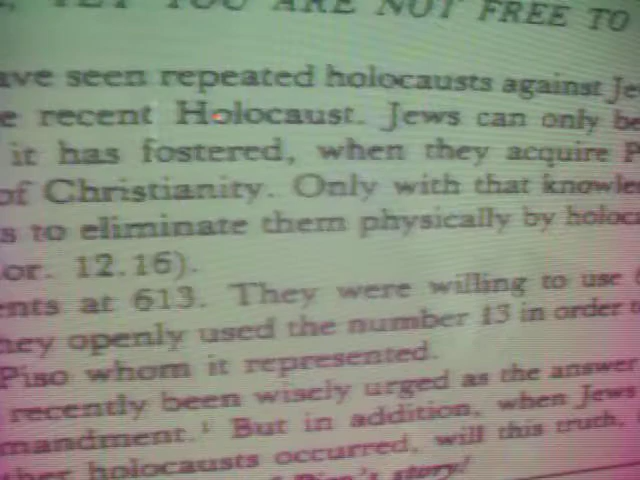 YET YOU ARE NOT FREE TO
ave seen repeated holocausts against Je
e recent Holocaust. Jews can only be
it has fostered, when they acquire P
of Christianity. Only with that knowle
s to eliminate them physically by holoc
or. 12.16).
ents at 613. They were willing to use
hey openly used the number 13 in order
Piso whom it represented.
recently been wisely urged as the answer
mandment.¹ But in addition, when Jews
ther holocausts occurred, will this truth,
story!